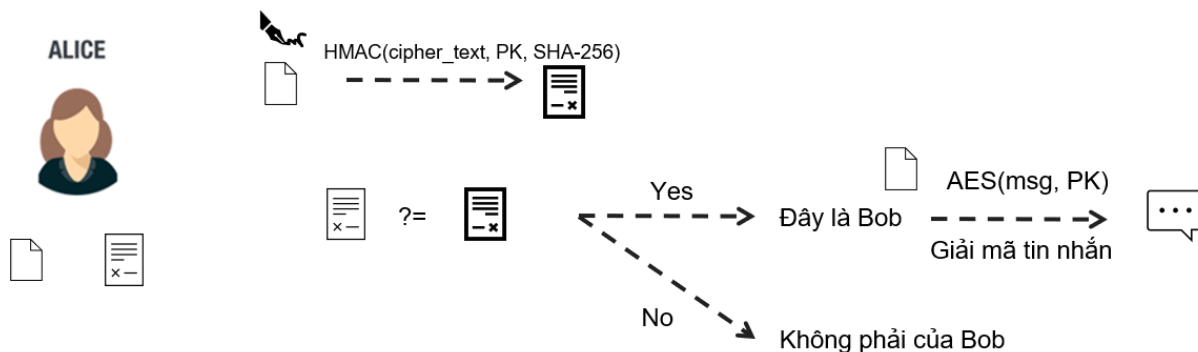 ALICE
HMAC(cipher_text, PK, SHA-256)
?=
Yes
Đây là Bob
AES(msg, PK)
Giải mã tin nhắn
No
Không phải của Bob